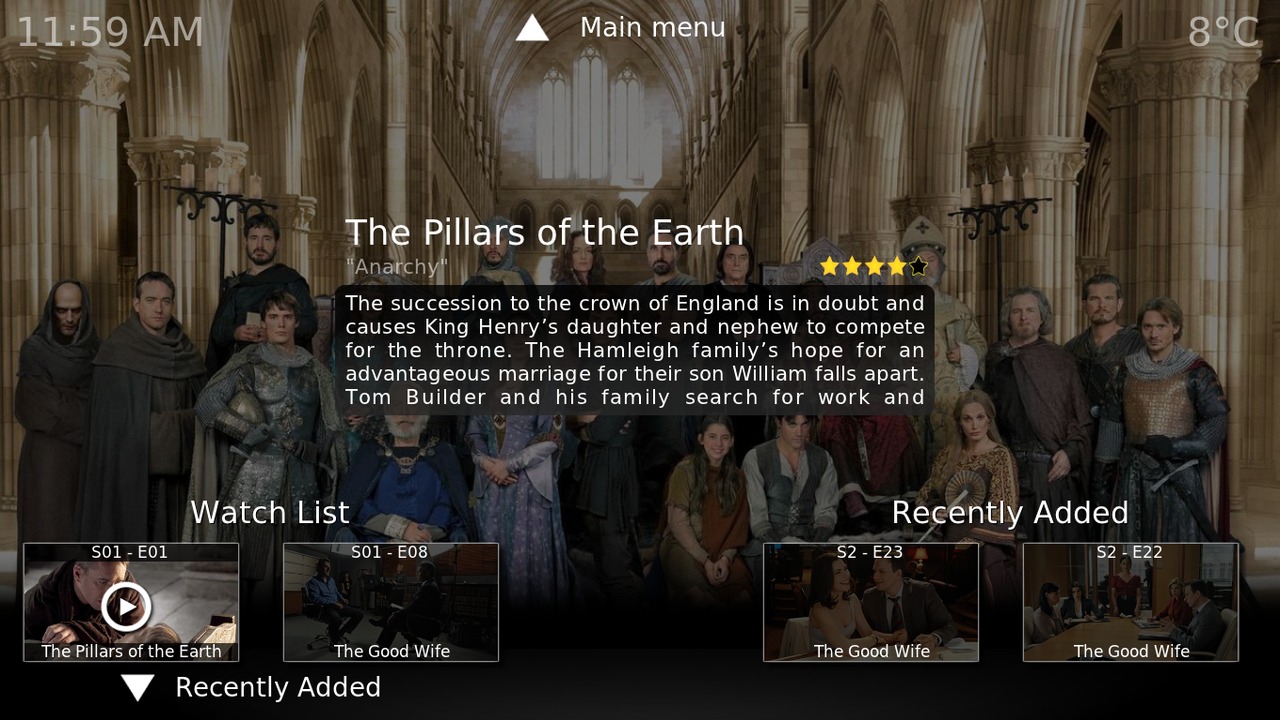 11:59 AM
Main menu
8°C
The Pillars of the Earth
"Anarchy"
The succession to the crown of England is in doubt and
causes King Henry’s daughter and nephew to compete
for the throne. The Hamleigh family’s hope for an
advantageous marriage for their son William falls apart.
Tom Builder and his family search for work and
Watch List
Recently Added
S01 - E01
The Pillars of the Earth
S01 - E08
The Good Wife
S2 - E23
The Good Wife
S2 - E22
The Good Wife
Recently Added